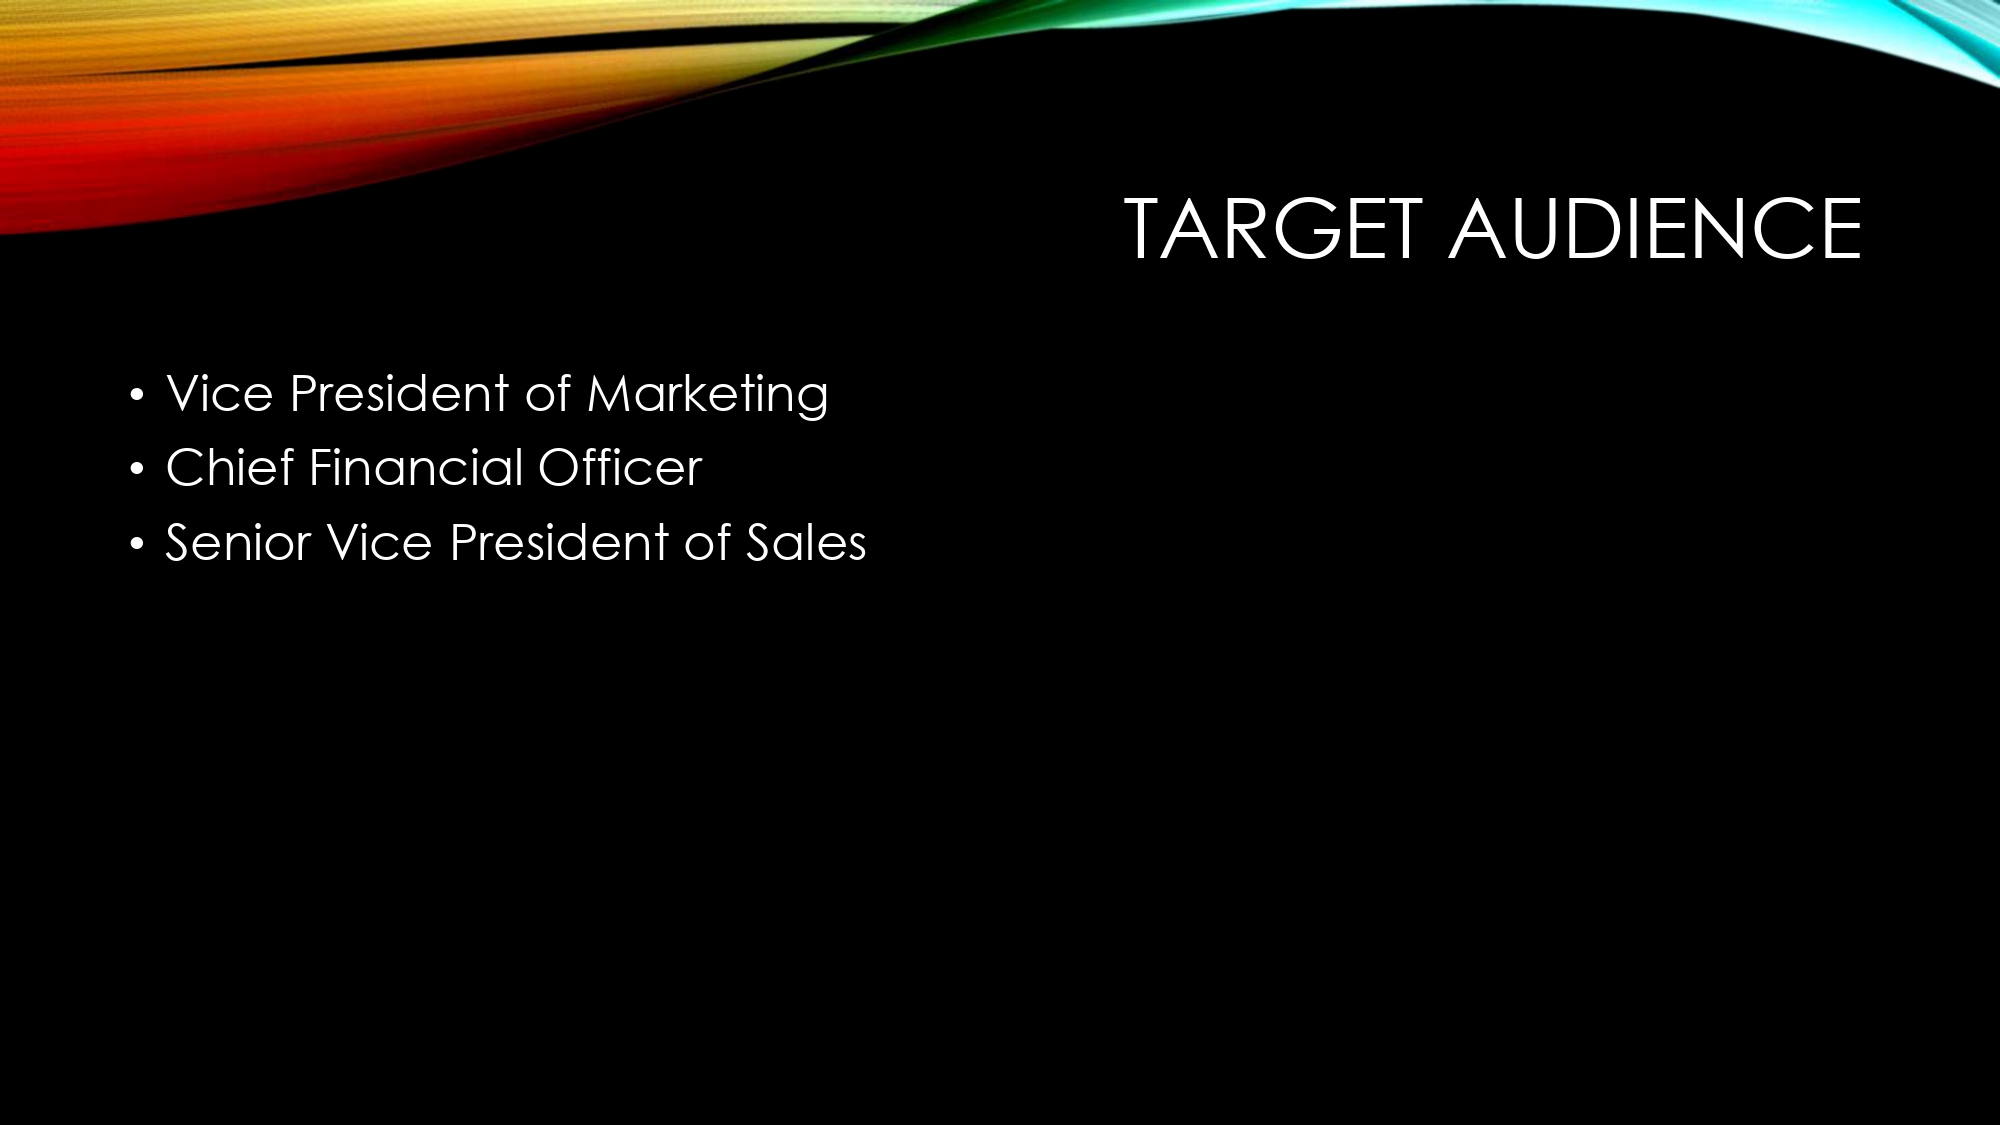 TARGET AUDIENCE
• Vice President of Marketing
• Chief Financial Officer
• Senior Vice President of Sales